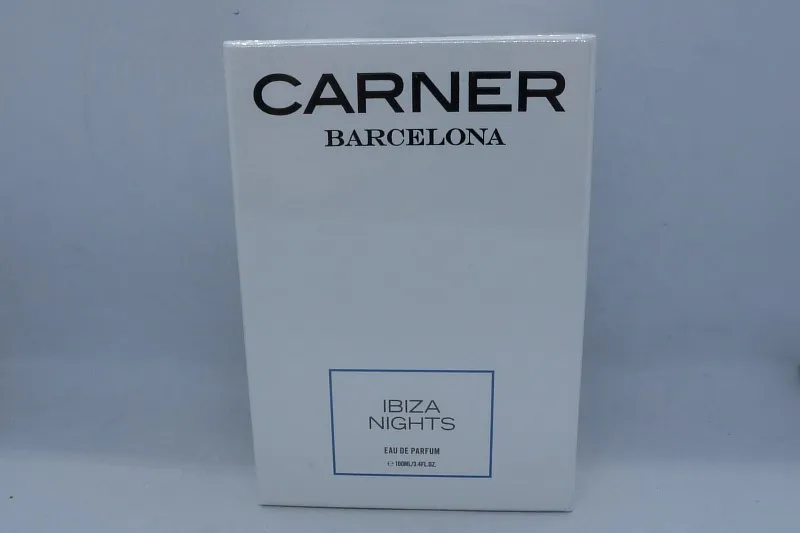 CARNER
BARCELONA
IBIZA
NIGHTS
EAU DE PARFUM
℮100ML/3.4FL.OZ.